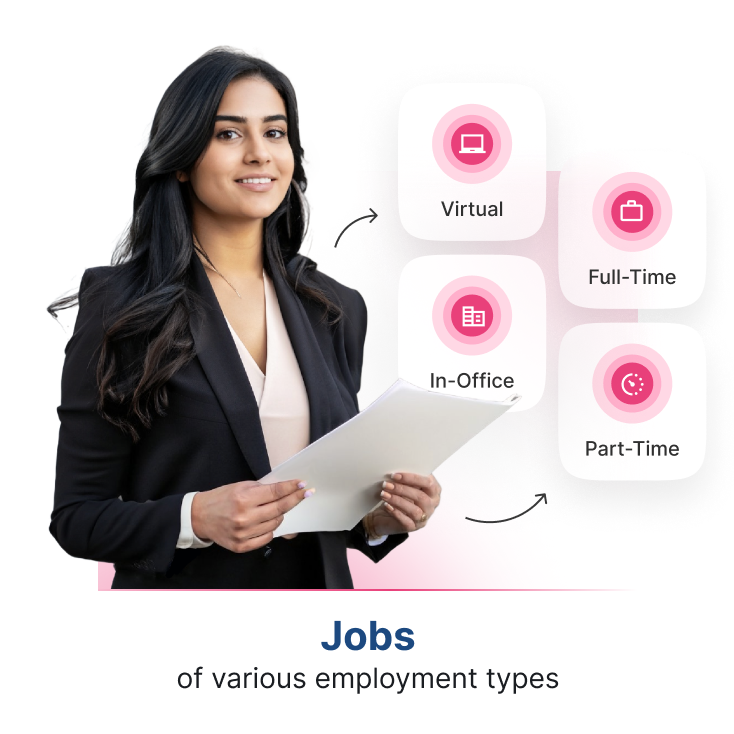 Virtual
Full-Time
In-Office
Part-Time
Jobs
of various employment types